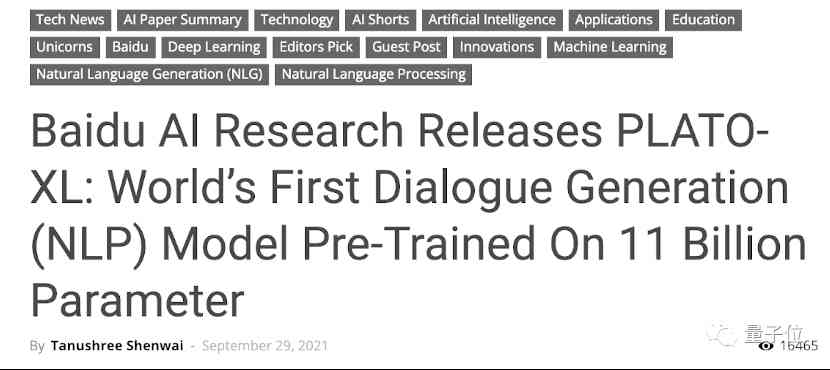 Tech News AI Paper Summary Technology AI Shorts Artificial Intelligence Applications Education
Unicorns Baidu Deep Learning Editors Pick Guest Post Innovations Machine Learning
Natural Language Generation (NLG) Natural Language Processing
Baidu AI Research Releases PLATO-
XL: World's First Dialogue Generation
(NLP) Model Pre-Trained On 11 Billion
Parameter
By Tanushree Shenwai - September 29, 2021
量子位
16465